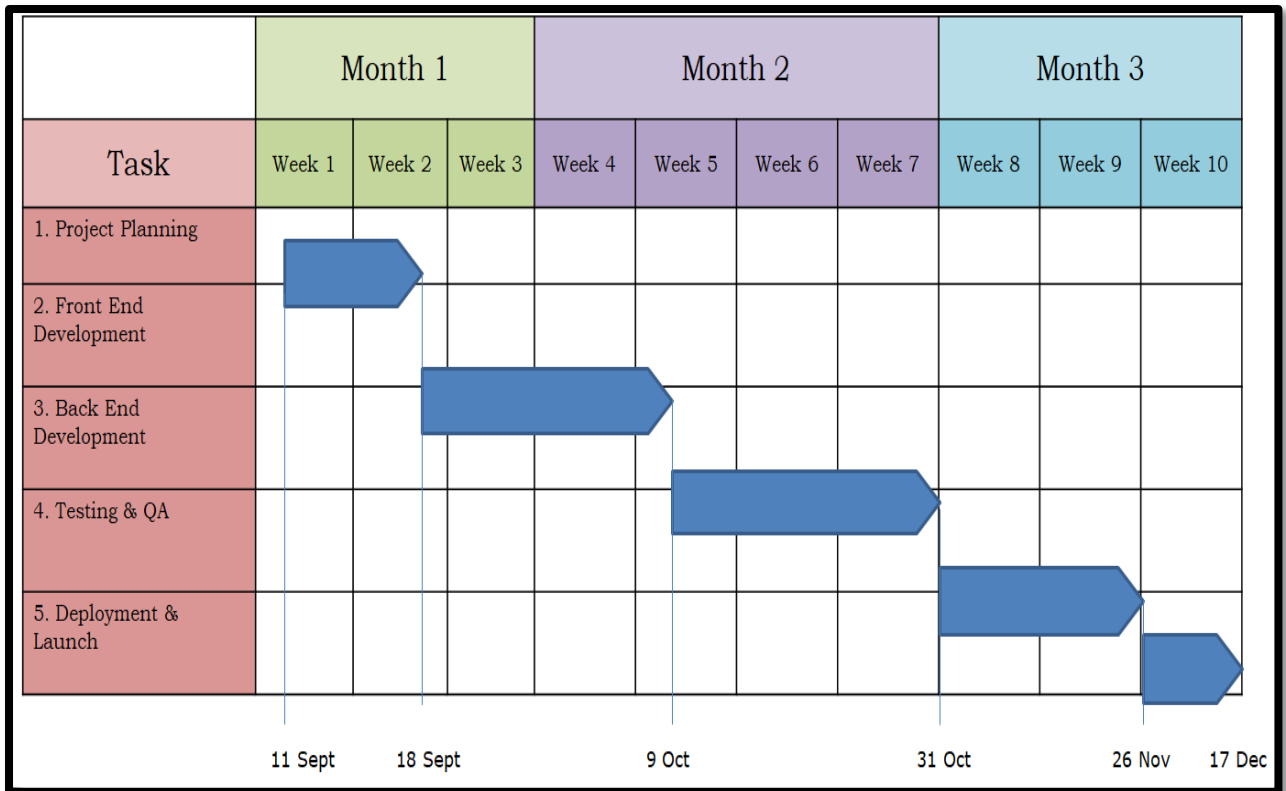 Month 1
Month 2
Month 3
Task
Week 1
Week 2
Week 3
Week 4
Week 5
Week 6
Week 7
Week 8
Week 9
Week 10
1. Project Planning
2. Front End
Development
3. Back End
Development
4. Testing & QA
5. Deployment &
Launch
11 Sept
18 Sept
9 Oct
31 Oct
26 Nov
17 Dec